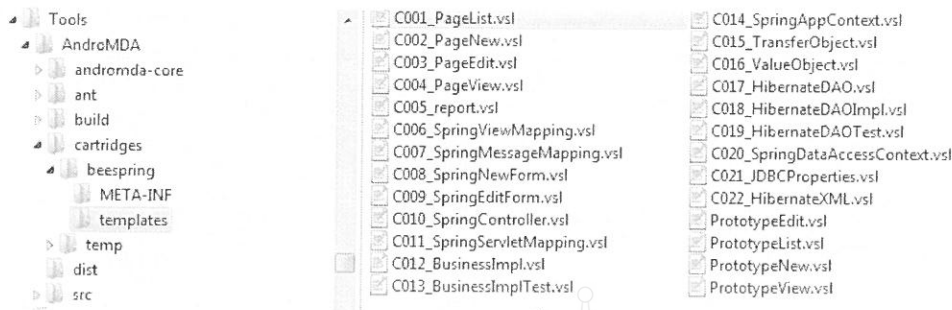 Tools
AndroMDA
andromda-core
ant
build
cartridges
beespring
META-INF
templates
temp
dist
src
C001_PageList.vsl
C002_PageNew.vsl
C003_PageEdit.vsl
C004_PageView.vsl
C005_report.vsl
C006_SpringViewMapping.vsl
C007_SpringMessageMapping.vsl
C008_SpringNewForm.vsl
C009_SpringEditForm.vsl
C010_SpringController.vsl
C011_SpringServletMapping.vsl
C012_BusinessImpl.vsl
C013_BusinessImplTest.vsl
C014_SpringAppContext.vsl
C015_TransferObject.vsl
C016_ValueObject.vsl
C017_HibernateDAO.vsl
C018_HibernateDAOImpl.vsl
C019_HibernateDAOTest.vsl
C020_SpringDataAccessContext.vsl
C021_JDBCProperties.vsl
C022_HibernateXML.vsl
PrototypeEdit.vsl
PrototypeList.vsl
PrototypeNew.vsl
PrototypeView.vsl